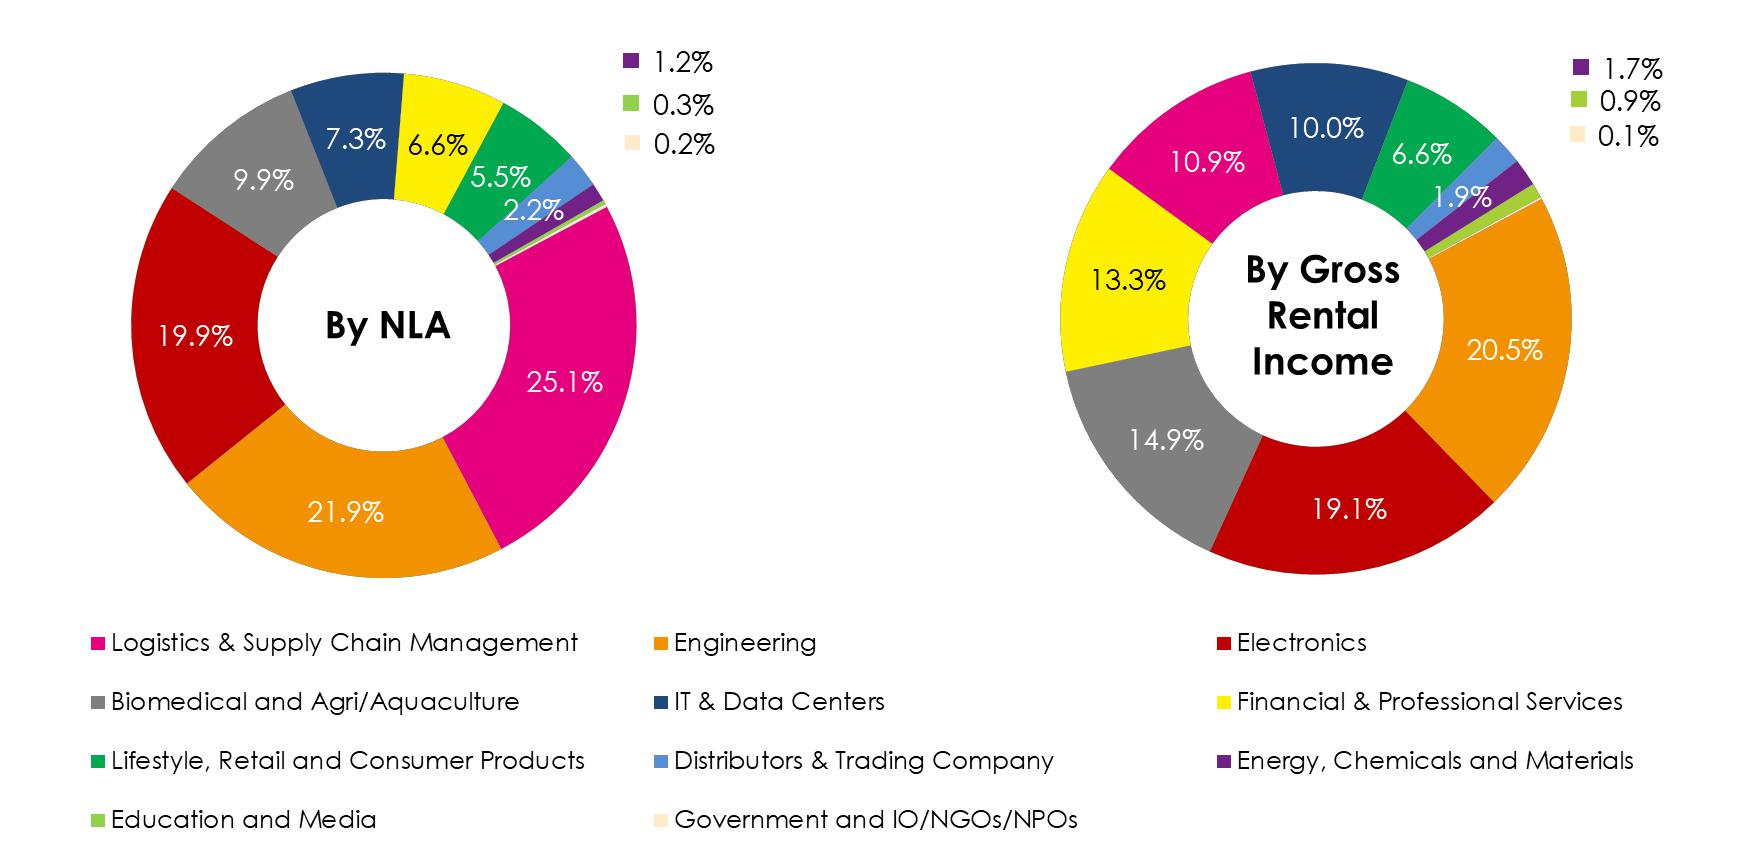 1.2%
0.3%
0.2%
7.3%
6.6%
5.5%
2.2%
9.9%
19.9%
25.1%
21.9%
By NLA
1.7%
0.9%
0.1%
10.0%
6.6%
1.9%
10.9%
13.3%
20.5%
14.9%
19.1%
By Gross
Rental
Income
Logistics & Supply Chain Management
Engineering
Electronics
Biomedical and Agri/Aquaculture
IT & Data Centers
Financial & Professional Services
Lifestyle, Retail and Consumer Products
Distributors & Trading Company
Energy, Chemicals and Materials
Education and Media
Government and IO/NGOs/NPOs